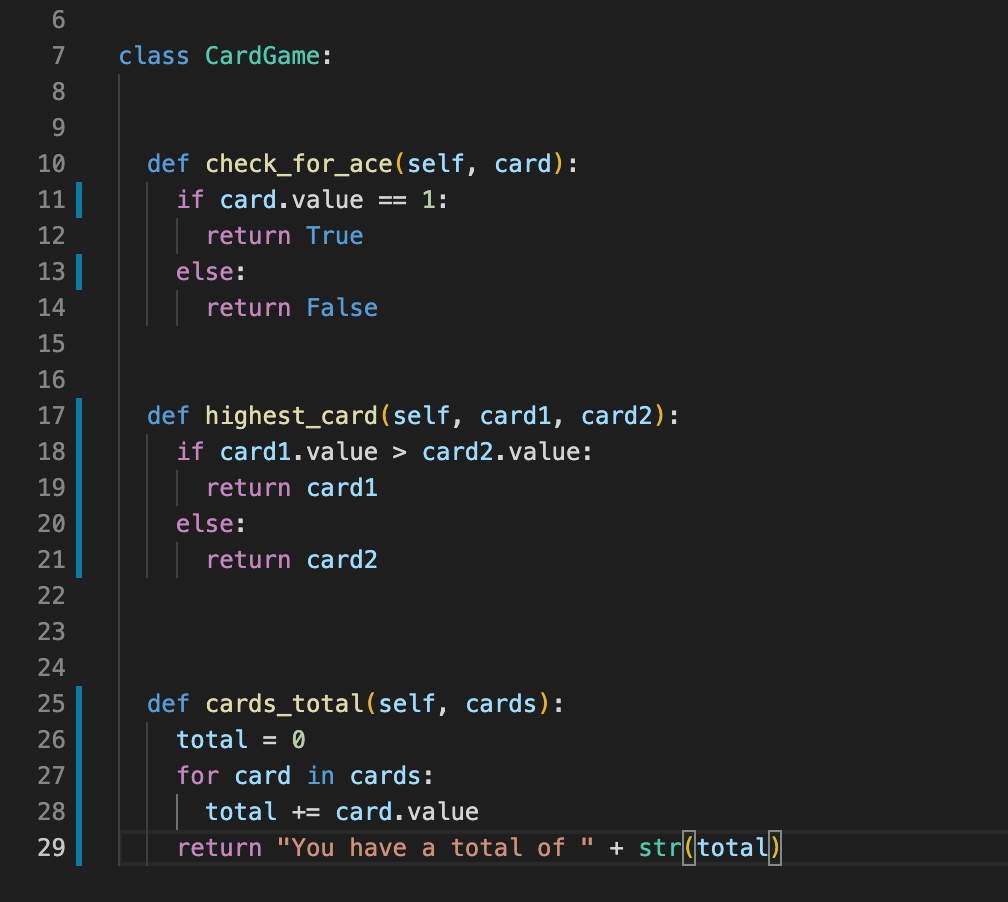 6
7 class CardGame:
8
9
10 def check_for_ace(self, card):
11 if card.value == 1:
12 return True
13 else:
14 return False
15
16
17 def highest_card(self, card1, card2):
18 if card1.value > card2.value:
19 return card1
20 else:
21 return card2
22
23
24
25 def cards_total(self, cards):
26 total = 0
27 for card in cards:
28 total += card.value
29 return "You have a total of " + str(total)